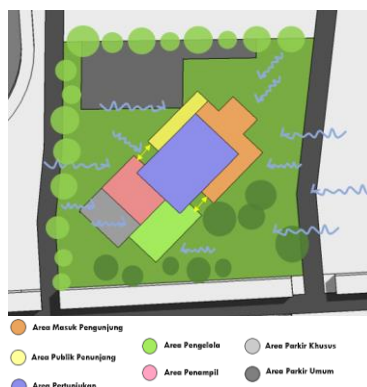 Area Masuk Pengunjung
Area Publik Penunjang
Area Pertunjukan
Area Pengelola
Area Penampil
Area Parkir Khusus
Area Parkir Umum